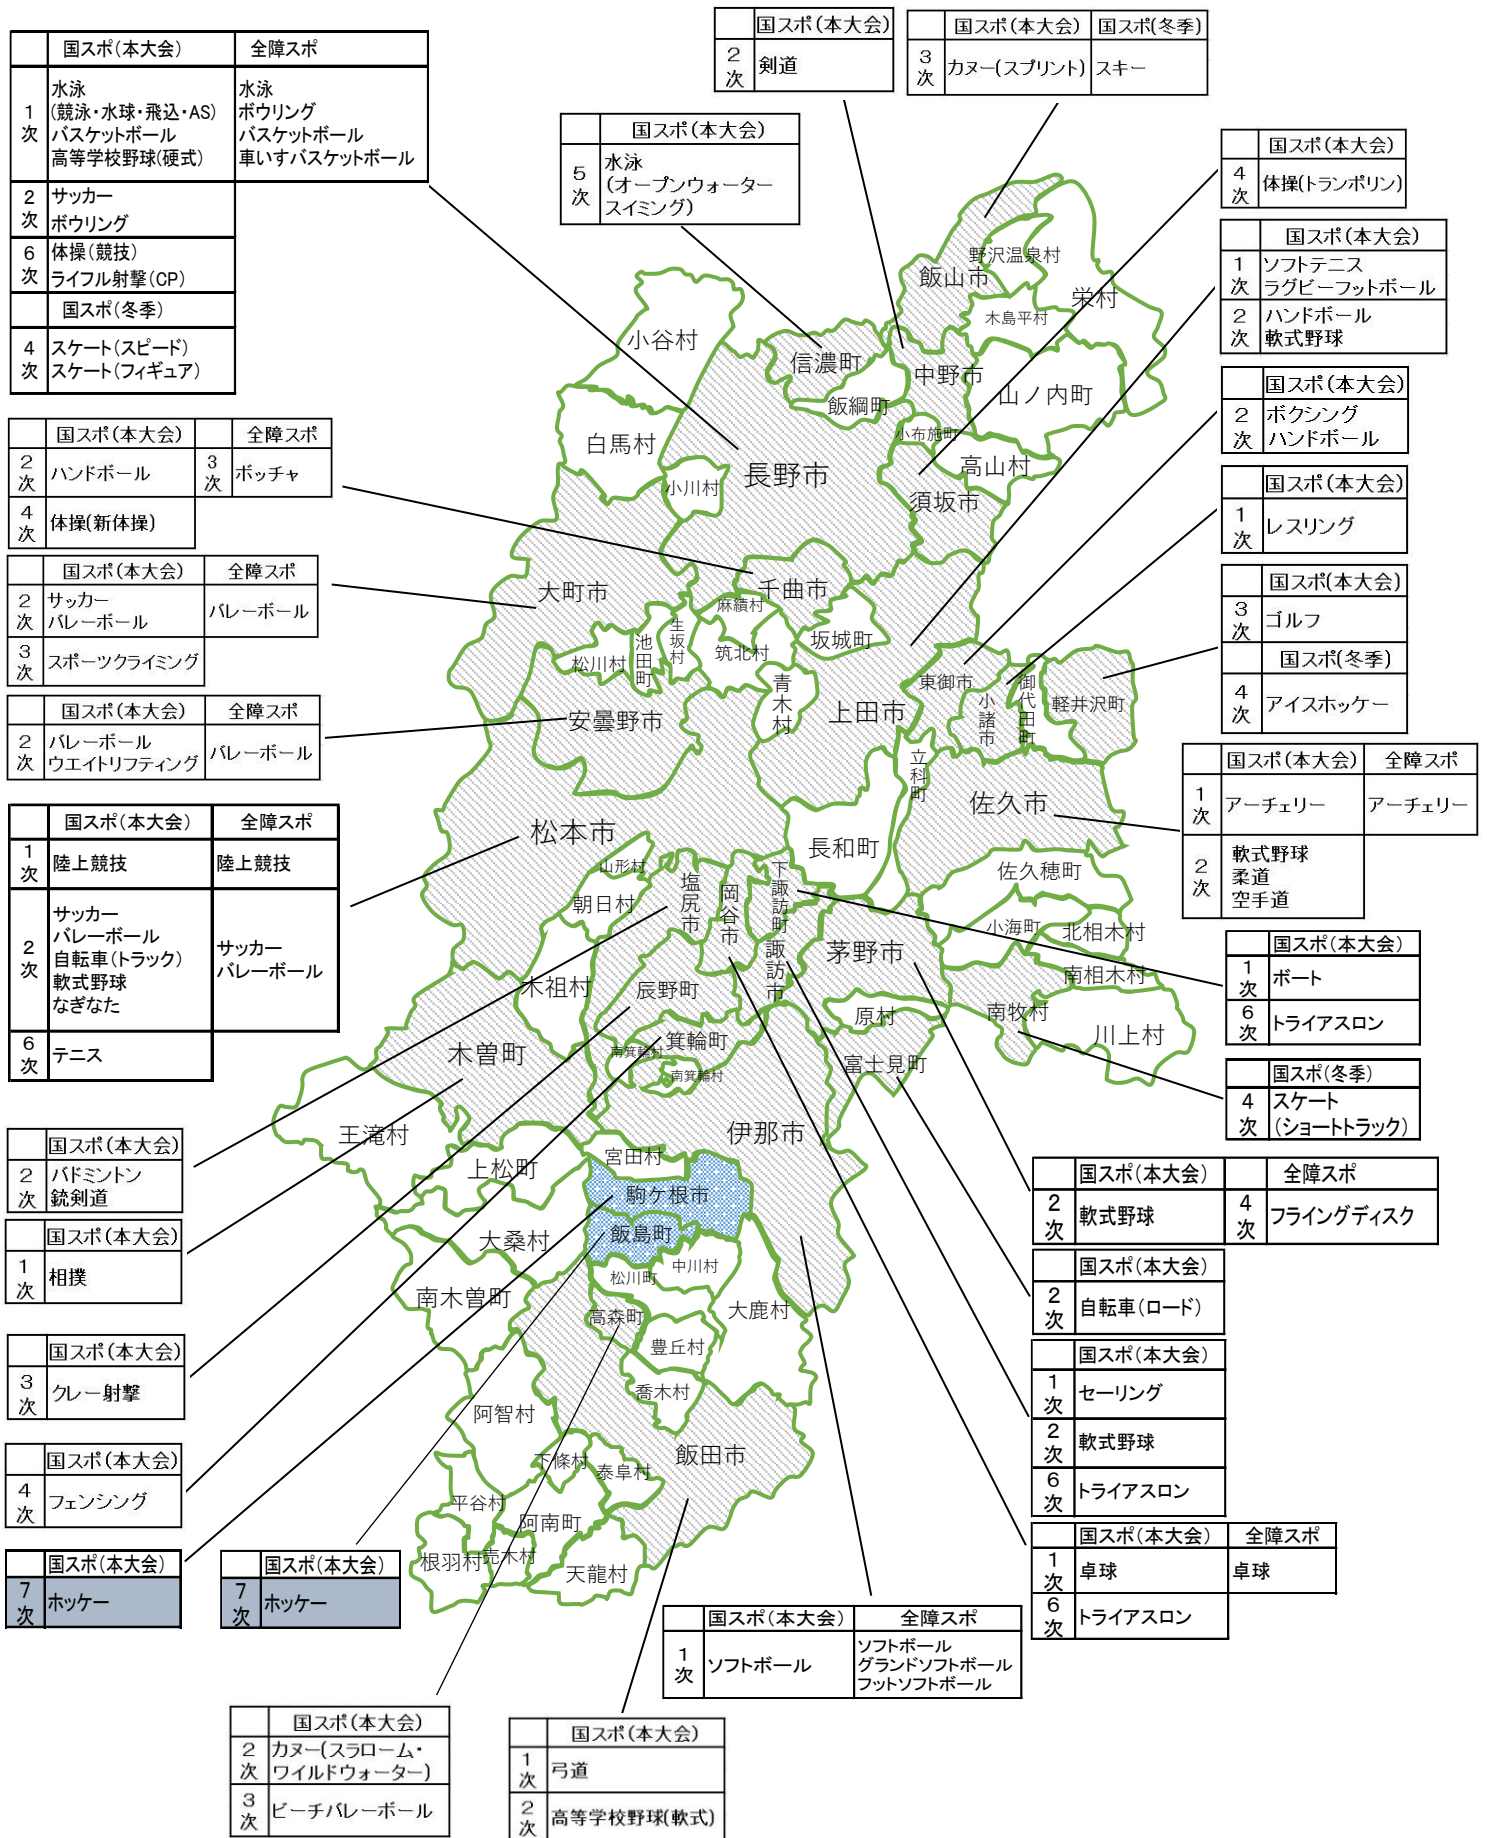 国スポ(本大会) 全障スポ
1次
水泳
(競泳・水球・飛込・AS)
バスケットボール
高等学校野球(硬式)
水泳
ボウリング
バスケットボール
車いすバスケットボール
2次
サッカー
ボウリング
6次
体操(競技)
ライフル射撃(CP)
国スポ(冬季)
4次
スケート(スピード)
スケート(フィギュア)
国スポ(本大会)
2次 剣道
国スポ(本大会) 国スポ(冬季)
3次 カヌー(スプリント) スキー
国スポ(本大会)
5次
水泳
(オープンウォーター
スイミング)
国スポ(本大会)
4次 体操(トランポリン)
国スポ(本大会)
1次
ソフトテニス
ラグビーフットボール
2次
ハンドボール
軟式野球
国スポ(本大会)
2次
ボクシング
ハンドボール
国スポ(本大会)
1次 レスリング
国スポ(本大会)
3次 ゴルフ
国スポ(冬季)
4次 アイスホッケー
国スポ(本大会) 全障スポ
1次 アーチェリー アーチェリー
2次
軟式野球
柔道
空手道
国スポ(本大会)
1次 ボート
6次 トライアスロン
国スポ(冬季)
4次
スケート
(ショートトラック)
国スポ(本大会) 全障スポ
2次 軟式野球 4次 フライングディスク
国スポ(本大会)
2次 自転車(ロード)
国スポ(本大会)
1次 セーリング
2次 軟式野球
6次 トライアスロン
国スポ(本大会) 全障スポ
1次 卓球 卓球
6次 トライアスロン
国スポ(本大会) 全障スポ
1次 ソフトボール
ソフトボール
グランドソフトボール
フットソフトボール
国スポ(本大会)
1次 弓道
2次 高等学校野球(軟式)
国スポ(本大会)
2次
カヌー(スラローム・
ワイルドウォーター)
3次 ビーチバレーボール
国スポ(本大会) 全障スポ
2次 ハンドボール 3次 ボッチャ
4次 体操(新体操)
国スポ(本大会) 全障スポ
2次
サッカー
バレーボール
バレーボール
3次 スポーツクライミング
国スポ(本大会) 全障スポ
2次
バレーボール
ウエイトリフティング
バレーボール
国スポ(本大会) 全障スポ
1次 陸上競技 陸上競技
2次
サッカー
バレーボール
自転車(トラック)
軟式野球
なぎなた
サッカー
バレーボール
6次 テニス
国スポ(本大会)
2次
バドミントン
銃剣道
国スポ(本大会)
1次 相撲
国スポ(本大会)
3次 クレー射撃
国スポ(本大会)
4次 フェンシング
国スポ(本大会)
7次 ホッケー
国スポ(本大会)
7次 ホッケー
野沢温泉村
飯山市
栄村
木島平村
小谷村
信濃町
中野市
山ノ内町
飯綱町
白馬村
小布施町
高山村
長野市
小川村
須坂市
大町市
千曲市
麻績村
生坂村
池田町
松川村
筑北村
坂城町
青木村
東御市
小諸市
御代田町
軽井沢町
安曇野市
上田市
立科町
佐久市
松本市
長和町
山形村
朝日村
塩尻市
岡谷市
下諏訪町
佐久穂町
小海町
北相木村
諏訪市
茅野市
南相木村
木祖村
辰野町
原村
南牧村
川上村
木曽町
箕輪町
南箕輪村
南箕輪村
富士見町
王滝村
伊那市
上松町
宮田村
駒ケ根市
飯島町
大桑村
中川村
松川町
南木曽町
高森町
大鹿村
豊丘村
喬木村
阿智村
飯田市
下條村
泰阜村
平谷村
阿南町
根羽村
売木村
天龍村